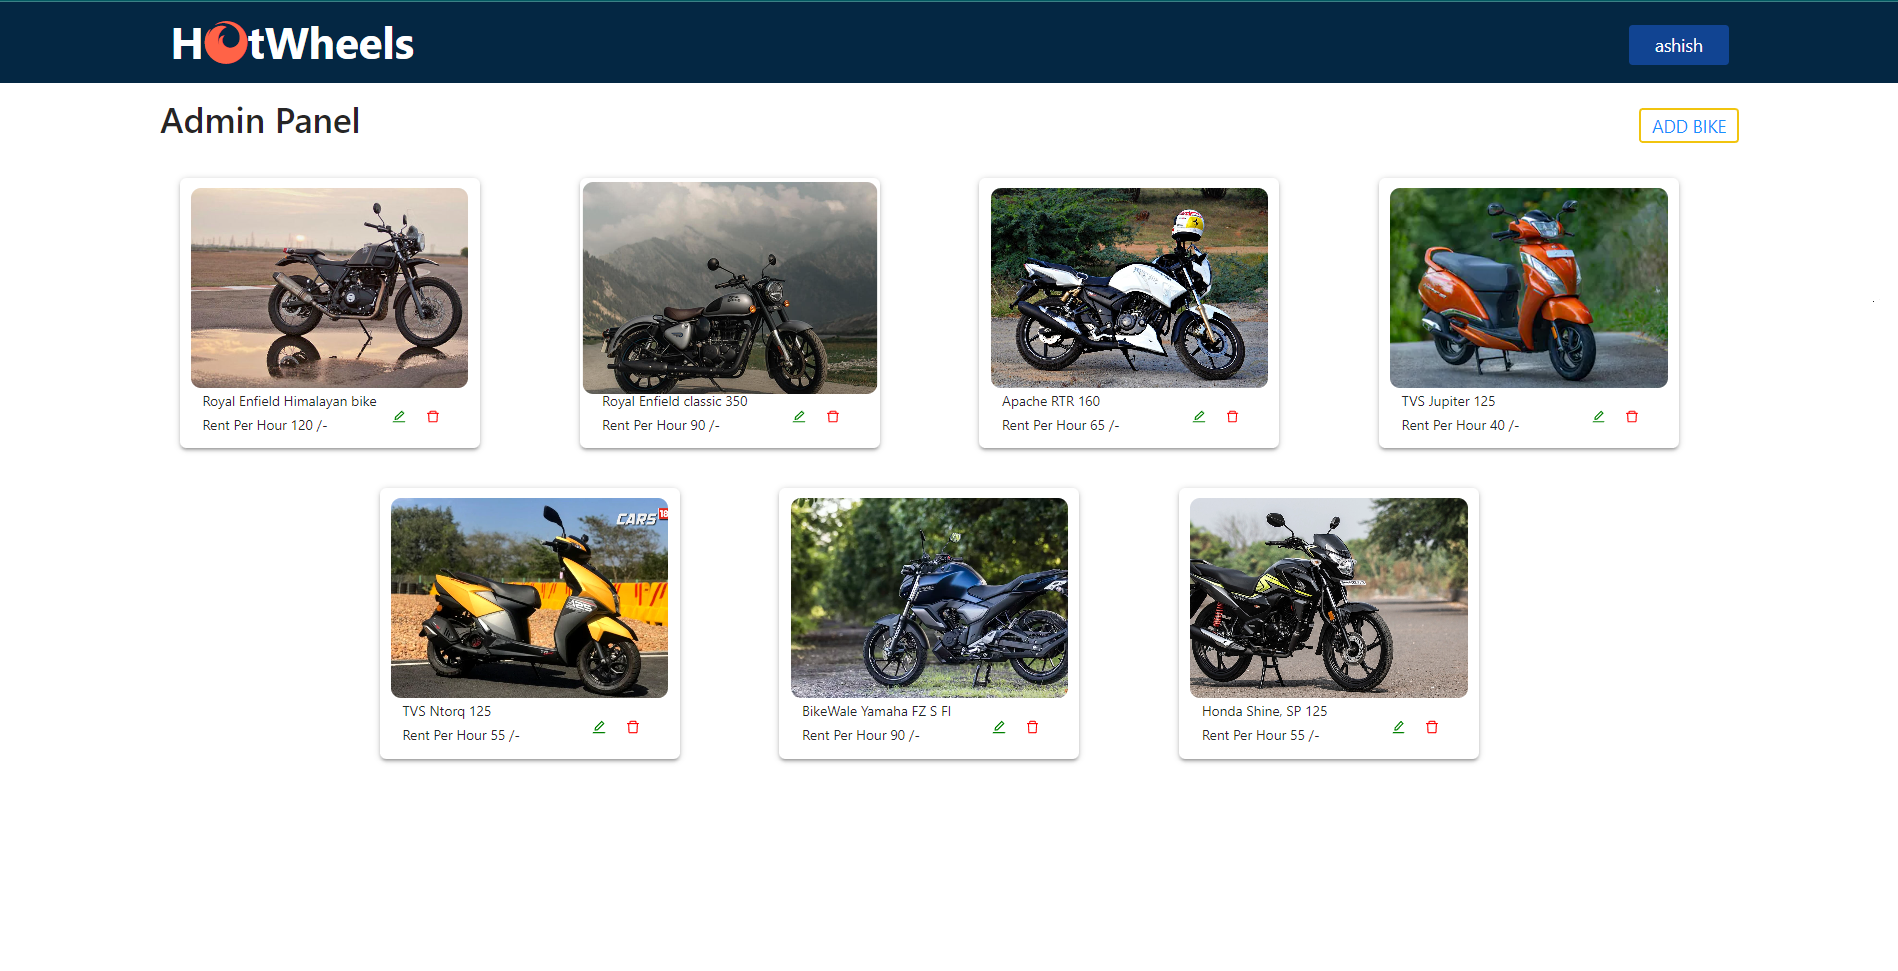 HotWheels
ashish
Admin Panel
ADD BIKE
Royal Enfield Himalayan bike
Rent Per Hour 120 /-
Royal Enfield classic 350
Rent Per Hour 90 /-
Apache RTR 160
Rent Per Hour 65 /-
TVS Jupiter 125
Rent Per Hour 40 /-
CARS 18
TVS Ntorq 125
Rent Per Hour 55 /-
BikeWale Yamaha FZ S FI
Rent Per Hour 90 /-
Honda Shine, SP 125
Rent Per Hour 55 /-